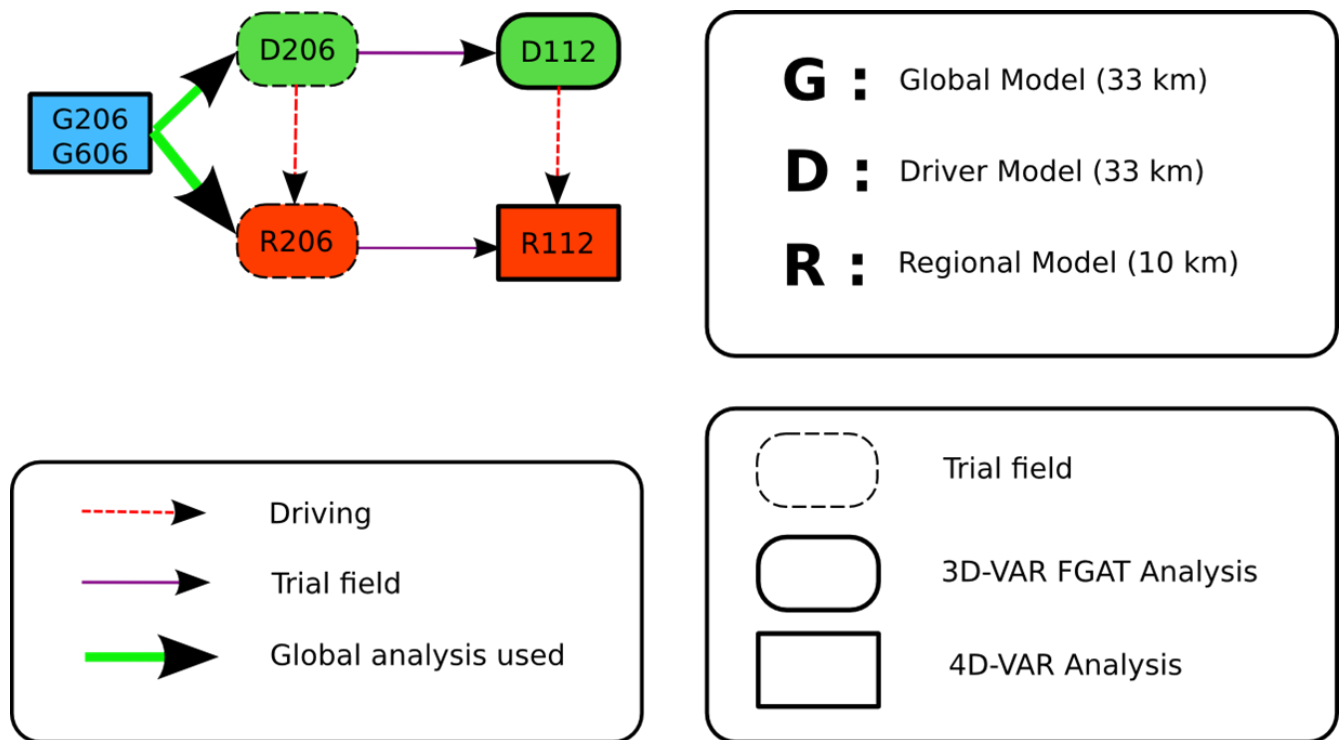 D206
D112
G206
G606
R206
R112
G : Global Model (33 km)
D : Driver Model (33 km)
R : Regional Model (10 km)
Driving
Trial field
Global analysis used
Trial field
3D-VAR FGAT Analysis
4D-VAR Analysis